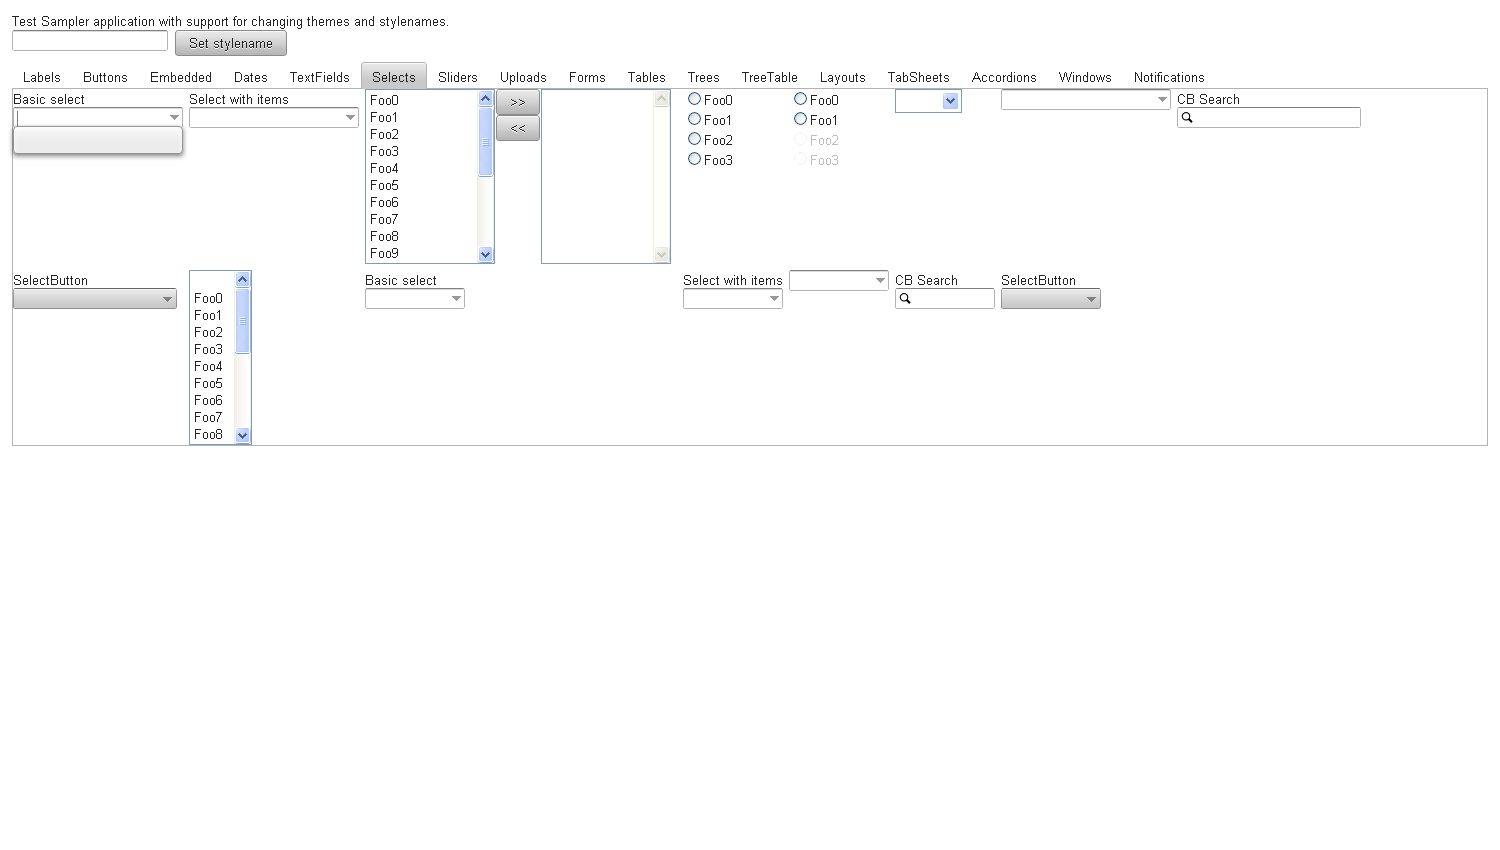 Test Sampler application with support for changing themes and stylenames.
Set stylename
Labels Buttons Embedded Dates TextFields Selects Sliders Uploads Forms Tables Trees TreeTable Layouts TabSheets Accordions Windows Notifications
Basic select
Select with items
Foo0
Foo1
Foo2
Foo3
Foo4
Foo5
Foo6
Foo7
Foo8
Foo9
>>
<<
Foo0
Foo1
Foo2
Foo3
Foo0
Foo1
Foo2
Foo3
CB Search
SelectButton
Foo0
Foo1
Foo2
Foo3
Foo4
Foo5
Foo6
Foo7
Foo8
Basic select
Select with items
CB Search
SelectButton